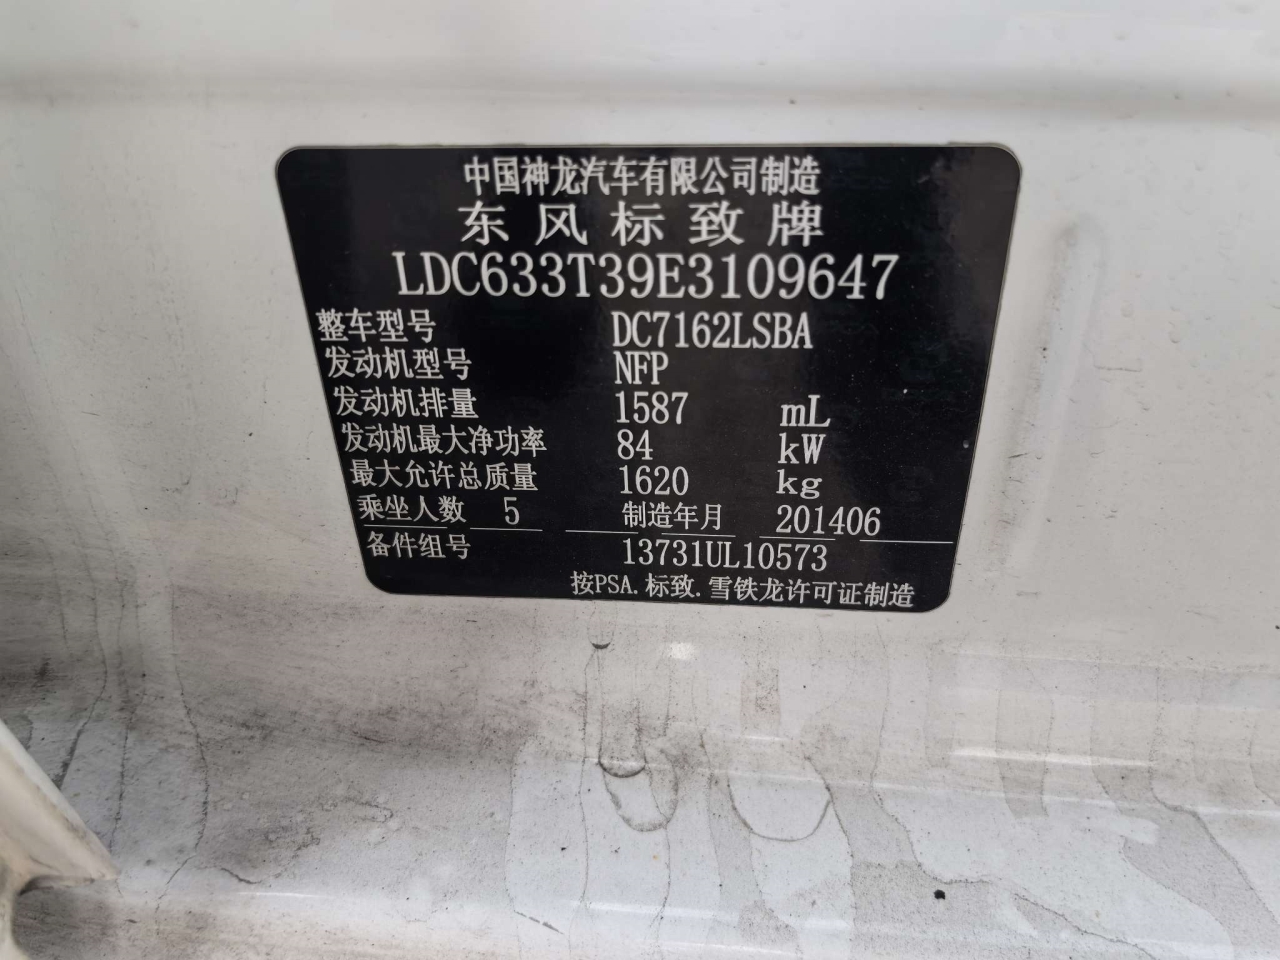 中国神龙汽车有限公司制造
东风标致牌
LDC633T39E3109647
整车型号 DC7162LSBA
发动机型号 NFP
发动机排量 1587 mL
发动机最大净功率 84 kW
最大允许总质量 1620 kg
乘坐人数 5 制造年月 201406
备件组号 13731UL10573
按PSA.标致.雪铁龙许可证制造